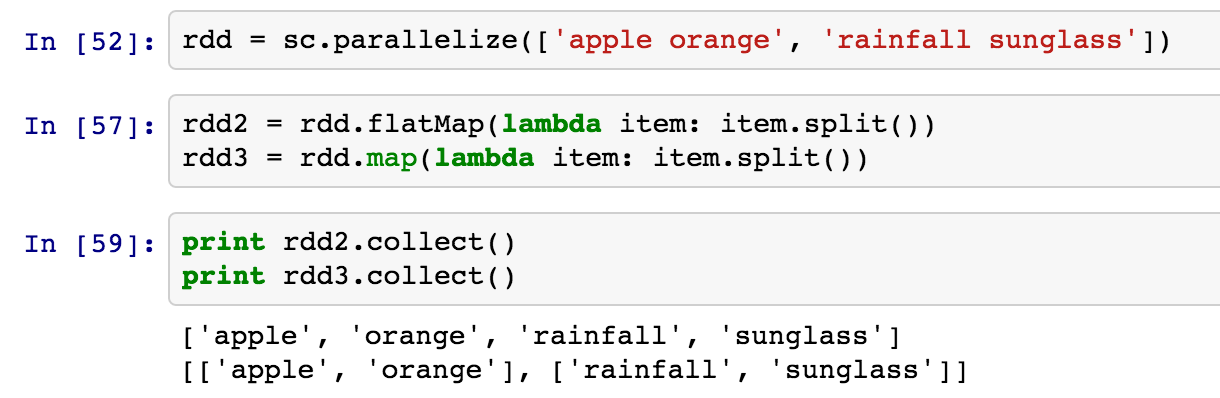 In [52]: rdd = sc.parallelize(['apple orange', 'rainfall sunglass'])
In [57]: rdd2 = rdd.flatMap(lambda item: item.split())
rdd3 = rdd.map(lambda item: item.split())
In [59]: print rdd2.collect()
print rdd3.collect()
['apple', 'orange', 'rainfall', 'sunglass']
[['apple', 'orange'], ['rainfall', 'sunglass']]